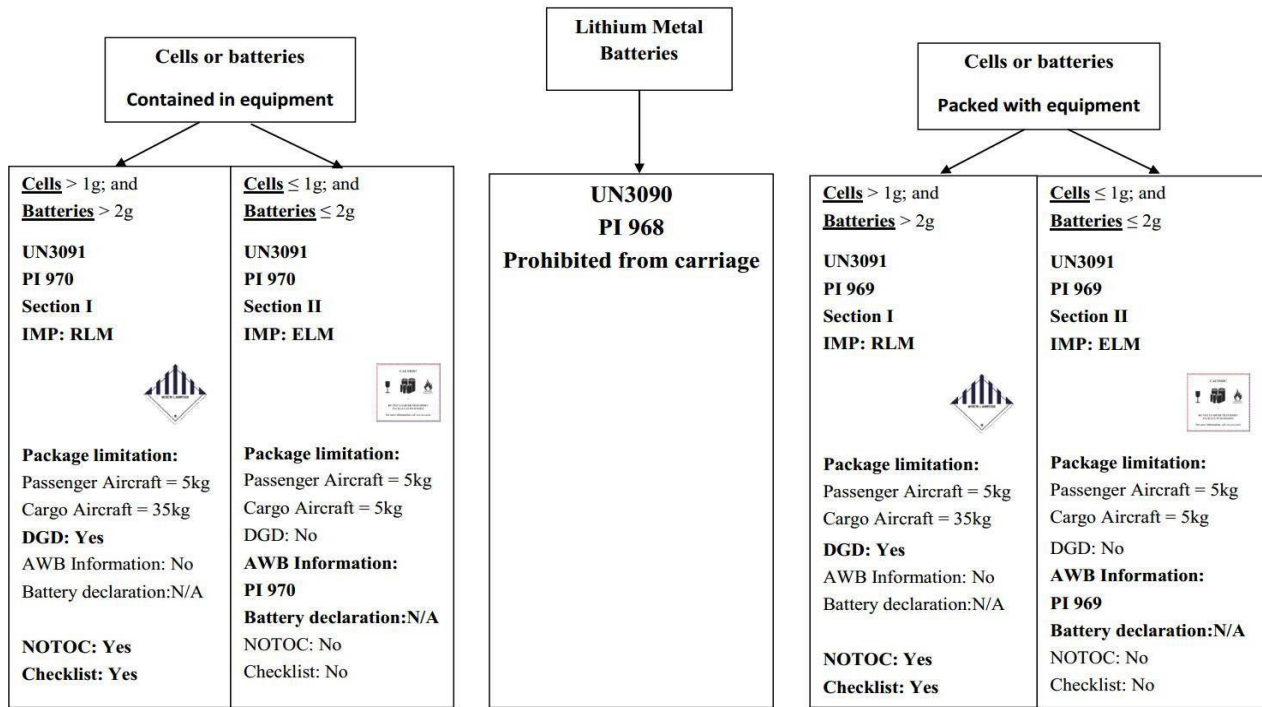 Cells or batteries
Contained in equipment
Cells > 1g; and
Batteries > 2g
UN3091
PI 970
Section I
IMP: RLM
Package limitation:
Passenger Aircraft = 5kg
Cargo Aircraft = 35kg
DGD: Yes
AWB Information: No
Battery declaration:N/A
NOTOC: Yes
Checklist: Yes
Cells ≤ 1g; and
Batteries ≤ 2g
UN3091
PI 970
Section II
IMP: ELM
Package limitation:
Passenger Aircraft = 5kg
Cargo Aircraft = 5kg
DGD: No
AWB Information:
PI 970
Battery declaration:N/A
NOTOC: No
Checklist: No
Lithium Metal
Batteries
UN3090
PI 968
Prohibited from carriage
Cells or batteries
Packed with equipment
Cells > 1g; and
Batteries > 2g
UN3091
PI 969
Section I
IMP: RLM
Package limitation:
Passenger Aircraft = 5kg
Cargo Aircraft = 35kg
DGD: Yes
AWB Information: No
Battery declaration:N/A
NOTOC: Yes
Checklist: Yes
Cells ≤ 1g; and
Batteries ≤ 2g
UN3091
PI 969
Section II
IMP: ELM
Package limitation:
Passenger Aircraft = 5kg
Cargo Aircraft = 5kg
DGD: No
AWB Information:
PI 969
Battery declaration:N/A
NOTOC: No
Checklist: No